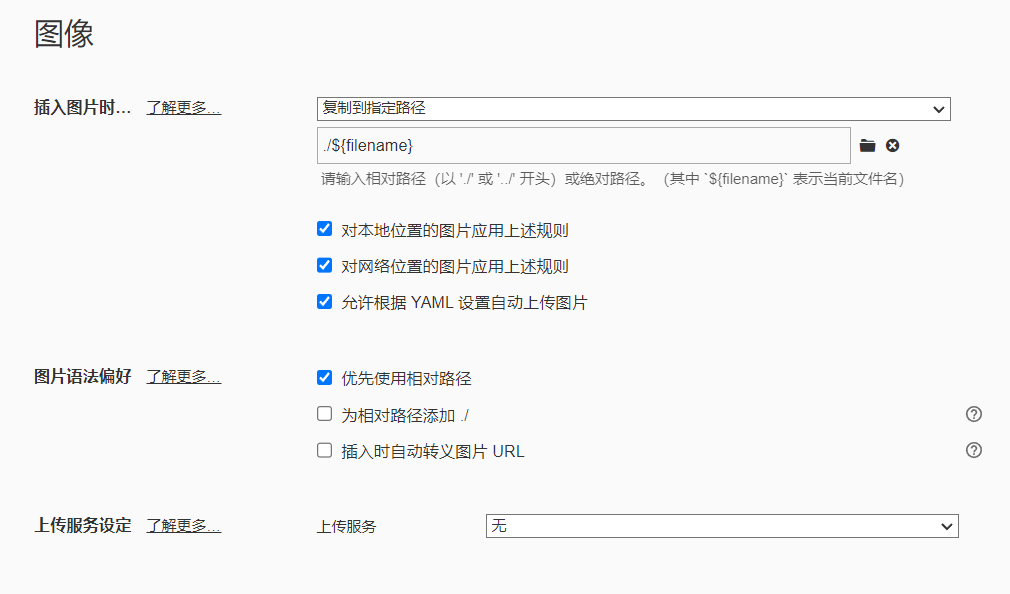 图像
插入图片时... 了解更多...
复制到指定路径
./${filename}
请输入相对路径（以 './' 或 '../' 开头）或绝对路径。（其中 `${filename}` 表示当前文件名）
对本地位置的图片应用上述规则
对网络位置的图片应用上述规则
允许根据 YAML 设置自动上传图片
图片语法偏好 了解更多... 优先使用相对路径
为相对路径添加 ./
插入时自动转义图片 URL
上传服务设定 了解更多... 上传服务 无